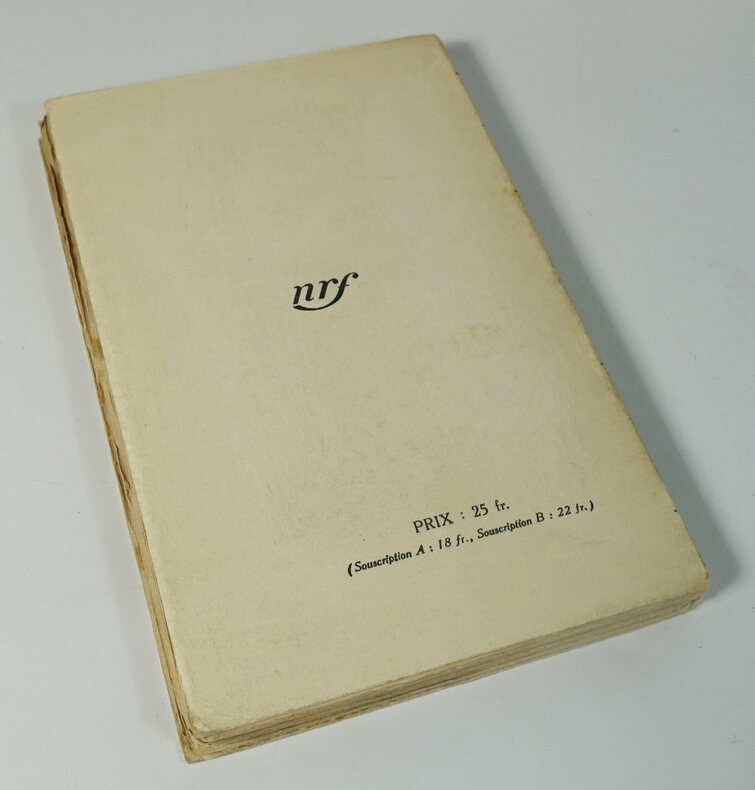 nrf
PRIX : 25 fr.
(Souscription A : 18 fr., Souscription B : 22 fr.)